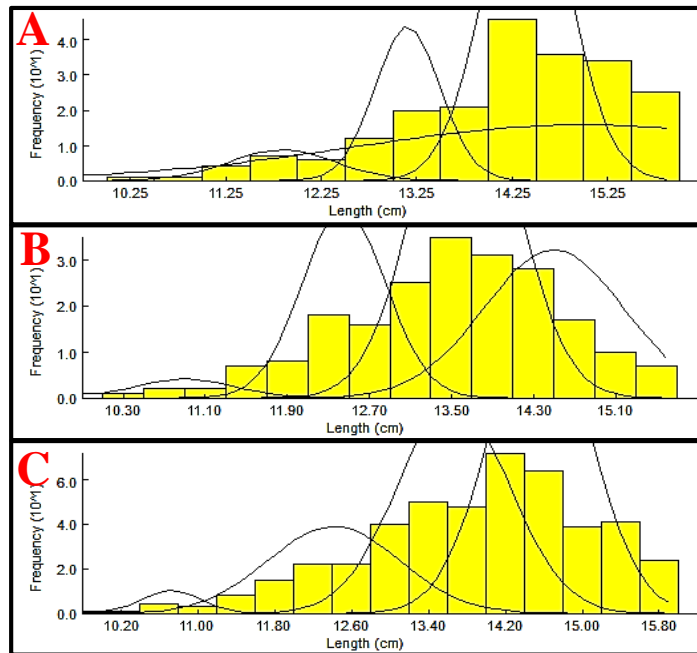 A
Frequency (10^1)
4.0
3.0
2.0
1.0
0.0
10.25 11.25 12.25 13.25 14.25 15.25
Length (cm)
B
Frequency (10^1)
3.0
2.0
1.0
0.0
10.30 11.10 11.90 12.70 13.50 14.30 15.10
Length (cm)
C
Frequency (10^1)
6.0
4.0
2.0
0.0
10.20 11.00 11.80 12.60 13.40 14.20 15.00 15.80
Length (cm)